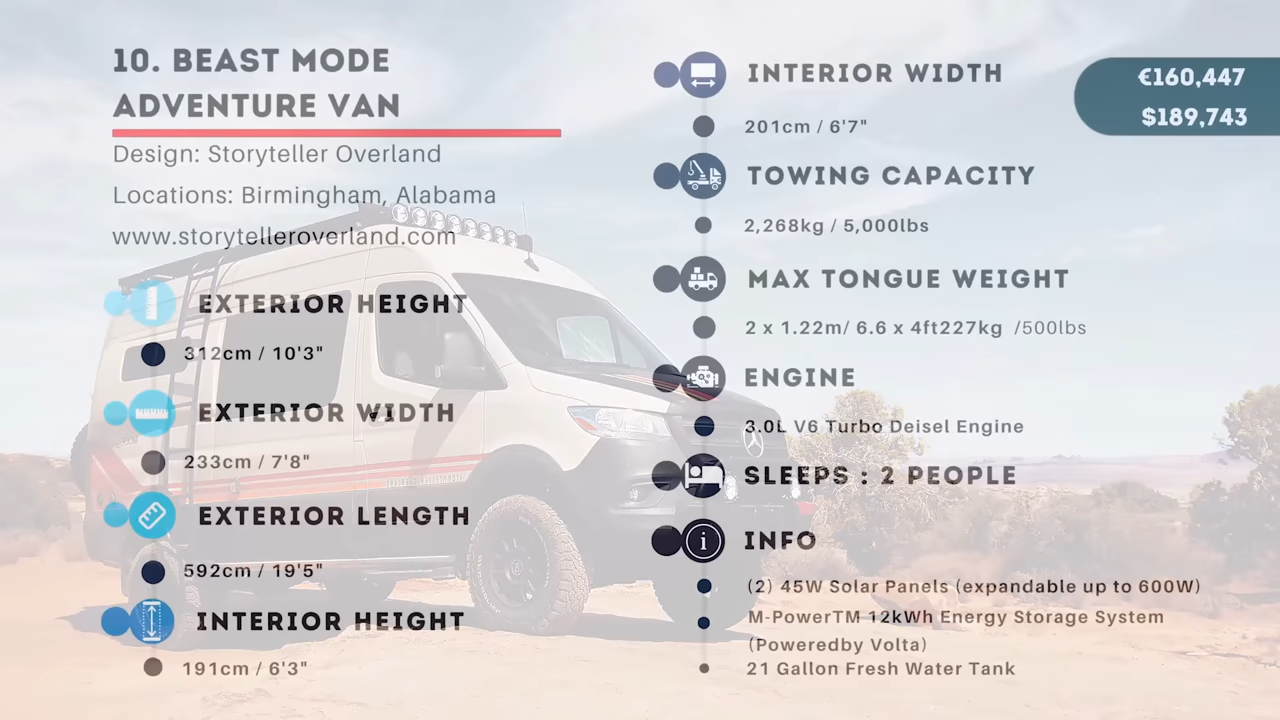 10. BEAST MODE
ADVENTURE VAN
Design: Storyteller Overland
Locations: Birmingham, Alabama
www.storytelleroverland.com
EXTERIOR HEIGHT
312cm / 10'3"
EXTERIOR WIDTH
233cm / 7'8"
EXTERIOR LENGTH
592cm / 19'5"
INTERIOR HEIGHT
191cm / 6'3"
INTERIOR WIDTH
201cm / 6'7"
TOWING CAPACITY
2,268kg / 5,000lbs
MAX TONGUE WEIGHT
2 x 1.22m/ 6.6 x 4ft227kg /500lbs
ENGINE
3.0L V6 Turbo Deisel Engine
SLEEPS : 2 PEOPLE
INFO
(2) 45W Solar Panels (expandable up to 600W)
M-PowerTM 12kWh Energy Storage System
(Poweredby Volta)
21 Gallon Fresh Water Tank
€160,447
$189,743